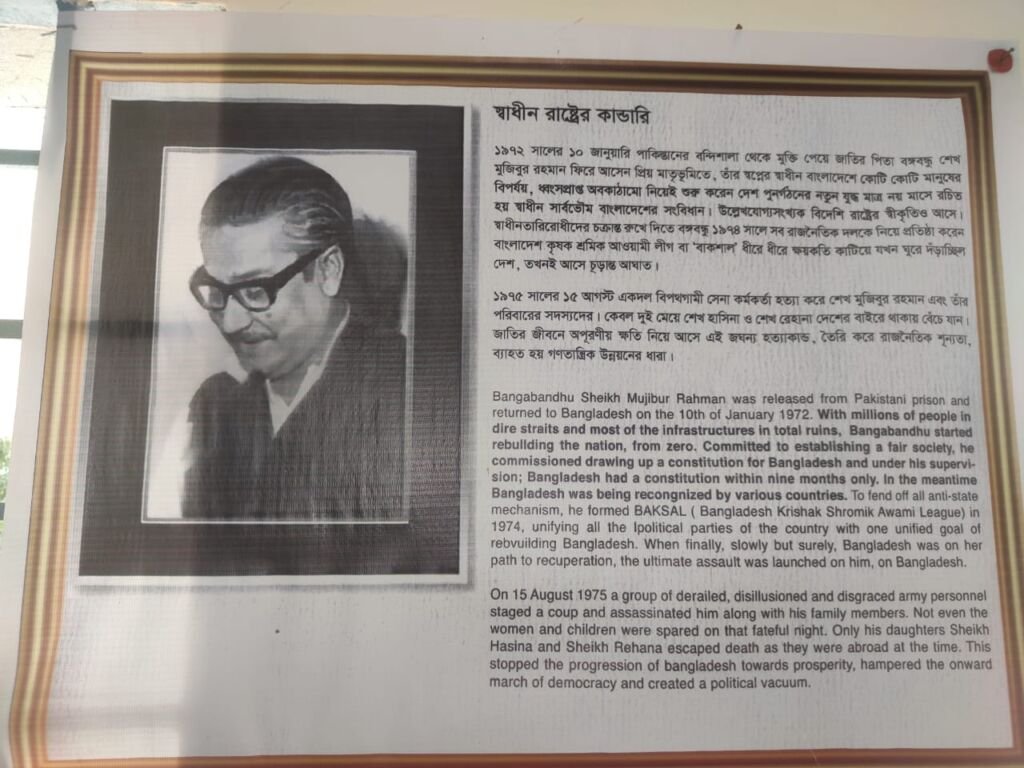 স্বাধীন রাষ্ট্রের কান্ডারি
১৯৭২ সালের ১০ জানুয়ারি পাকিস্তানের বন্দিশালা থেকে মুক্তি পেয়ে জাতির পিতা বঙ্গবন্ধু শেখ
মুজিবুর রহমান ফিরে আসেন প্রিয় মাতৃভূমিতে, তাঁর স্বপ্নের স্বাধীন বাংলাদেশে কোটি কোটি মানুষের
বিপর্যয়, ধ্বংসপ্রাপ্ত অবকাঠামো নিয়েই শুরু করেন দেশ পুনর্গঠনের নতুন যুদ্ধ মাত্র নয় মাসে রচিত
হয় স্বাধীন সার্বভৌম বাংলাদেশের সংবিধান। উল্লেখযোগ্যসংখ্যক বিদেশি রাষ্ট্রের স্বীকৃতিও আসে।
স্বাধীনতারিরোধীদের চক্রান্ত রুখে দিতে বঙ্গবন্ধু ১৯৭৪ সালে সব রাজনৈতিক দলকে নিয়ে প্রতিষ্ঠা করেন
বাংলাদেশ কৃষক শ্রমিক আওয়ামী লীগ বা 'বাকশাল' ধীরে ধীরে ক্ষয়ক্ষতি কাটিয়ে যখন ঘুরে দাঁড়াচ্ছিল
দেশ, তখনই আসে চূড়ান্ত আঘাত।
১৯৭৫ সালের ১৫ আগস্ট একদল বিপথগামী সেনা কর্মকর্তা হত্যা করে শেখ মুজিবুর রহমান এবং তাঁর
পরিবারের সদস্যদের। কেবল দুই মেয়ে শেখ হাসিনা ও শেখ রেহানা দেশের বাইরে থাকায় বেঁচে যান।
জাতির জীবনে অপূরণীয় ক্ষতি নিয়ে আসে এই জঘন্য হত্যাকান্ড, তৈরি করে রাজনৈতিক শূন্যতা,
ব্যাহত হয় গণতান্ত্রিক উন্নয়নের ধারা।
Bangabandhu Sheikh Mujibur Rahman was released from Pakistani prison and
returned to Bangladesh on the 10th of January 1972. With millions of people in
dire straits and most of the infrastructures in total ruins, Bangabandhu started
rebuilding the nation, from zero. Committed to establishing a fair society, he
commissioned drawing up a constitution for Bangladesh and under his supervi-
sion; Bangladesh had a constitution within nine months only. In the meantime
Bangladesh was being recongnized by various countries. To fend off all anti-state
mechanism, he formed BAKSAL ( Bangladesh Krishak Shromik Awami League) in
1974, unifying all the lpolitical parties of the country with one unified goal of
rebvuilding Bangladesh. When finally, slowly but surely, Bangladesh was on her
path to recuperation, the ultimate assault was launched on him, on Bangladesh.
On 15 August 1975 a group of derailed, disillusioned and disgraced army personnel
staged a coup and assassinated him along with his family members. Not even the
women and children were spared on that fateful night. Only his daughters Sheikh
Hasina and Sheikh Rehana escaped death as they were abroad at the time. This
stopped the progression of bangladesh towards prosperity, hampered the onward
march of democracy and created a political vacuum.